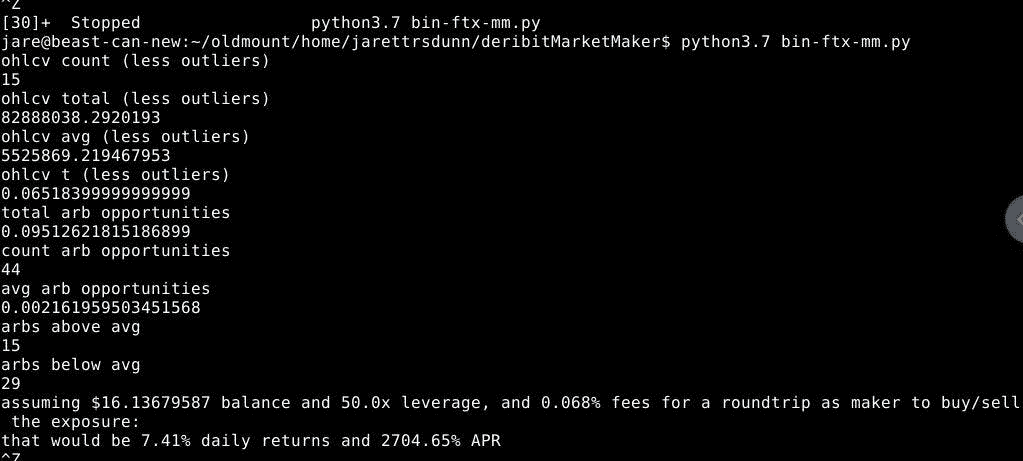 ^Z
[30]+  Stopped                 python3.7 bin-ftx-mm.py
jare@beast-can-new:~/oldmount/home/jarettrsdunn/deribitMarketMaker$ python3.7 bin-ftx-mm.py
ohlcv count (less outliers)
15
ohlcv total (less outliers)
82888038.2920193
ohlcv avg (less outliers)
5525869.219467953
ohlcv t (less outliers)
0.06518399999999999
total arb opportunities
0.09512621815186899
count arb opportunities
44
avg arb opportunities
0.002161959503451568
arbs above avg
15
arbs below avg
29
assuming $16.13679587 balance and 50.0x leverage, and 0.068% fees for a roundtrip as maker to buy/sell
 the exposure:
that would be 7.41% daily returns and 2704.65% APR
^Z